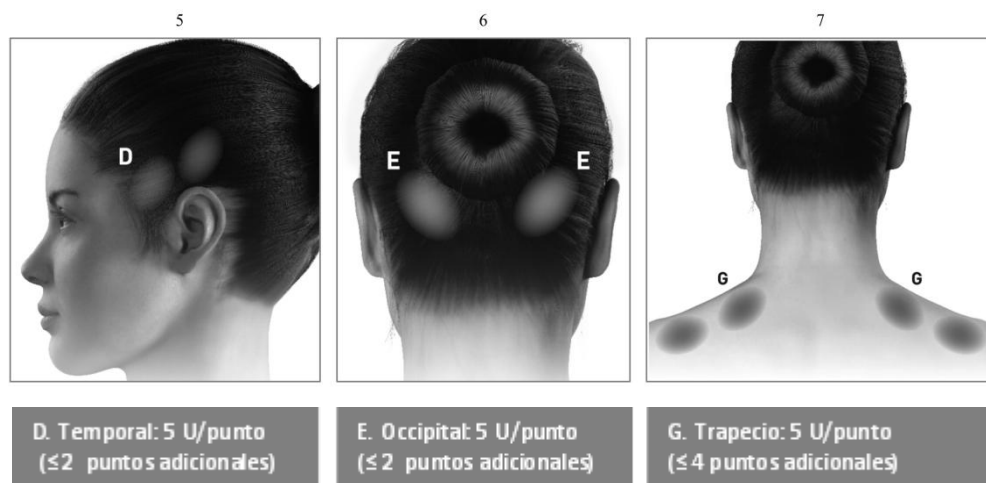 5
6
7
D
E
E
G
G
D. Temporal: 5 U/punto
(≤2 puntos adicionales)
E. Occipital: 5 U/punto
(≤2 puntos adicionales)
G. Trapecio: 5 U/punto
(≤4 puntos adicionales)